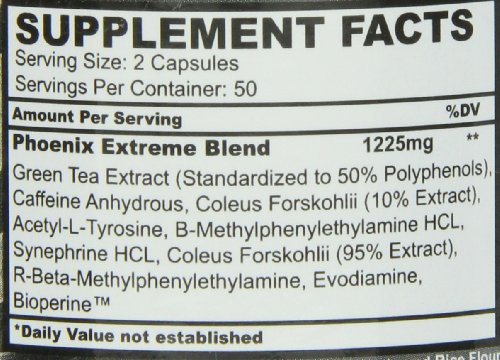 SUPPLEMENT FACTS
Serving Size: 2 Capsules
Servings Per Container: 50
Amount Per Serving %DV
Phoenix Extreme Blend 1225mg **
Green Tea Extract (Standardized to 50% Polyphenols),
Caffeine Anhydrous, Coleus Forskohlii (10% Extract),
Acetyl-L-Tyrosine, B-Methylphenylethylamine HCL,
Synephrine HCL, Coleus Forskohlii (95% Extract),
R-Beta-Methylphenylethylamine, Evodiamine,
Bioperine™
*Daily Value not established
Rice Flour